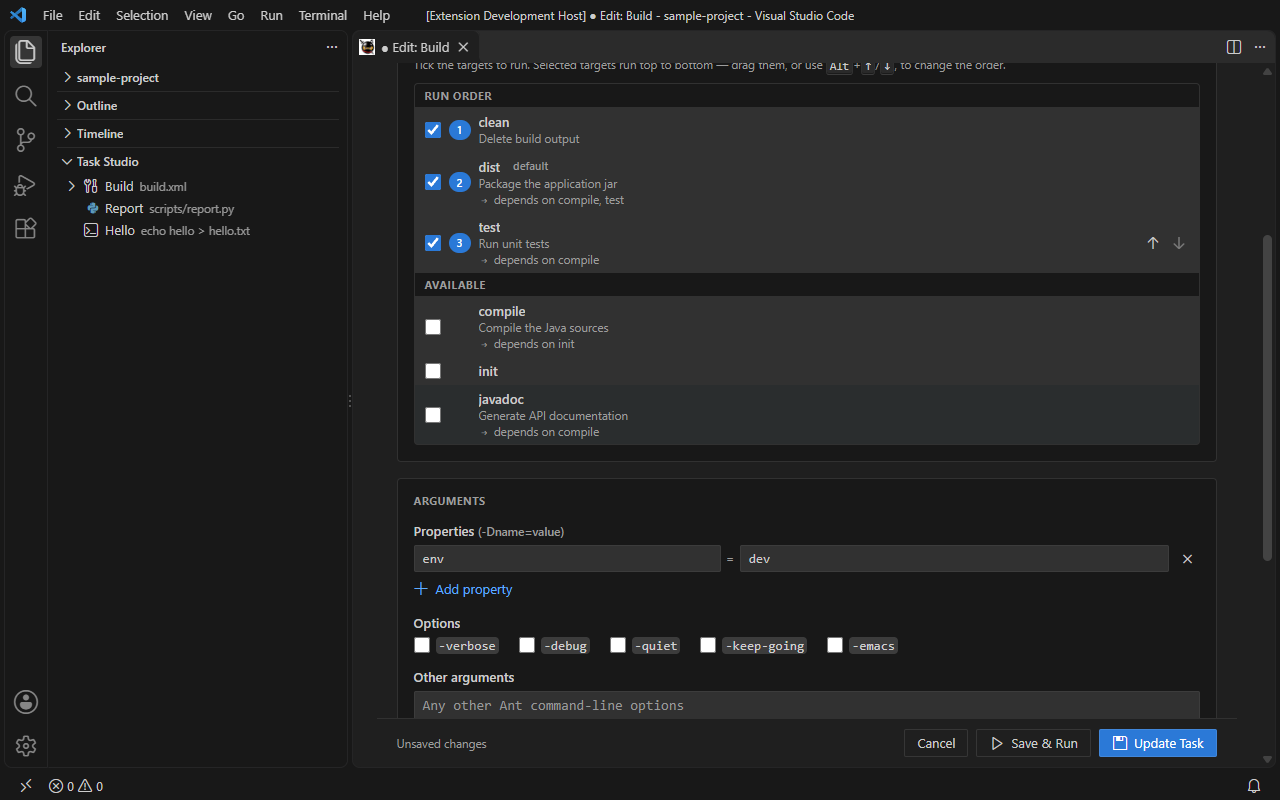 File Edit Selection View Go Run Terminal Help
[Extension Development Host] ● Edit: Build - sample-project - Visual Studio Code
Explorer
sample-project
Outline
Timeline
Task Studio
Build build.xml
Report scripts/report.py
Hello echo hello > hello.txt
● Edit: Build
Tick the targets to run. Selected targets run top to bottom — drag them, or use Alt + ↑ / ↓, to change the order.
RUN ORDER
1 clean
Delete build output
2 dist default
Package the application jar
→ depends on compile, test
3 test
Run unit tests
→ depends on compile
AVAILABLE
compile
Compile the Java sources
→ depends on init
init
javadoc
Generate API documentation
→ depends on compile
ARGUMENTS
Properties (-Dname=value)
env = dev
Add property
Options
-verbose -debug -quiet -keep-going -emacs
Other arguments
Any other Ant command-line options
Unsaved changes
Cancel
Save & Run
Update Task
0 0